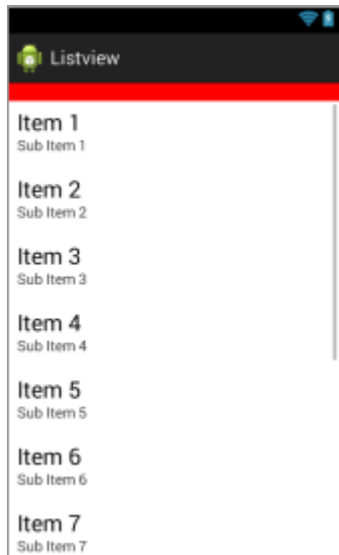 Listview
Item 1
Sub Item 1
Item 2
Sub Item 2
Item 3
Sub Item 3
Item 4
Sub Item 4
Item 5
Sub Item 5
Item 6
Sub Item 6
Item 7
Sub Item 7